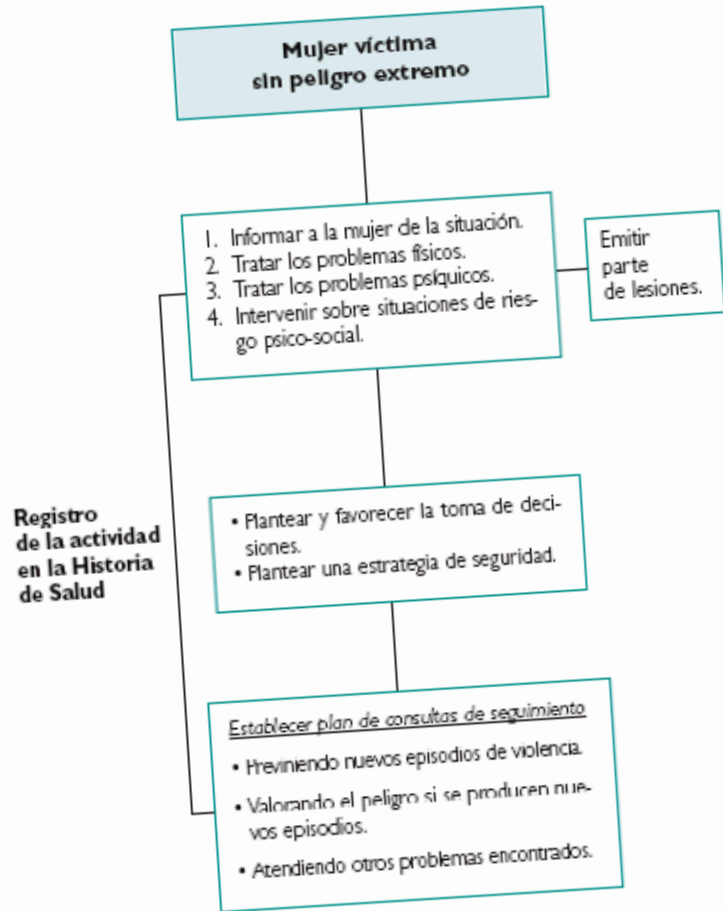 Mujer víctima
sin peligro extremo
1. Informar a la mujer de la situación.
2. Tratar los problemas físicos.
3. Tratar los problemas psíquicos.
4. Intervenir sobre situaciones de ries-
go psico-social.
Emitir
parte
de lesiones.
Registro
de la actividad
en la Historia
de Salud
• Plantear y favorecer la toma de deci-
siones.
• Plantear una estrategia de seguridad.
Establecer plan de consultas de seguimiento
• Previniendo nuevos episodios de violencia.
• Valorando el peligro si se producen nue-
vos episodios.
• Atendiendo otros problemas encontrados.